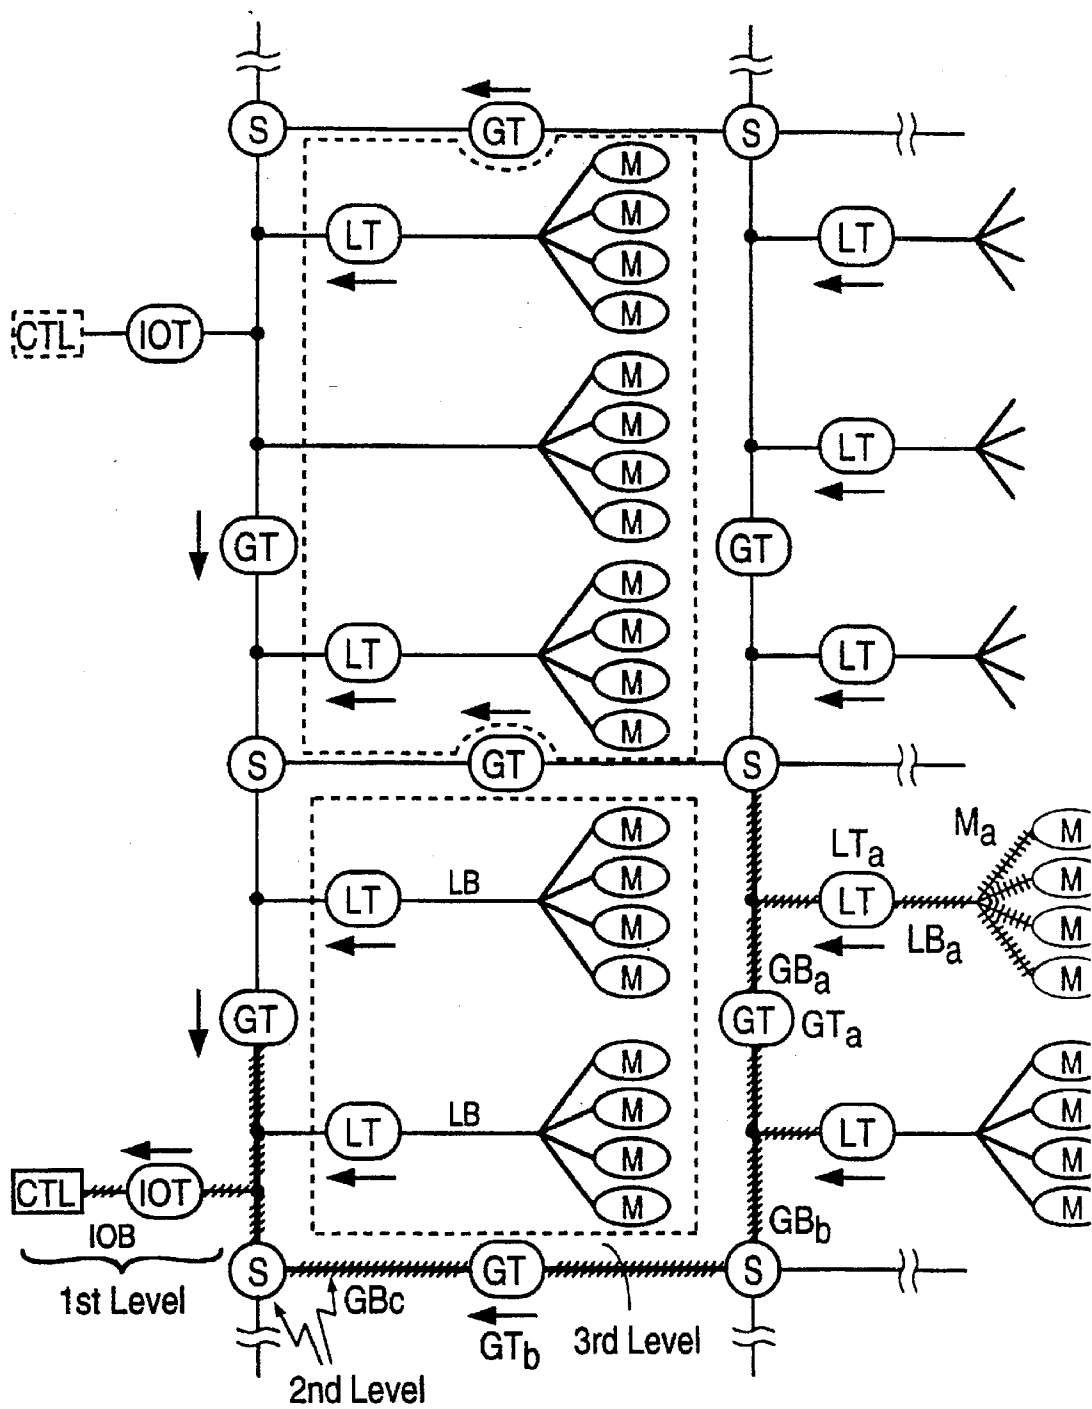 S GT S
M
LT M LT
M
M
CTL IOT
M
M LT
M
M
GT GT
M
LT M LT
M
M
S GT S
M Ma M
LT LB M LTa LT M
M LBa M
M GBa M
GT GT GTa
M M
LT LB M LT M
M M
CTL IOT M GBb M
IOB
1st Level
S GT S
GBc
GTb 3rd Level
2nd Level